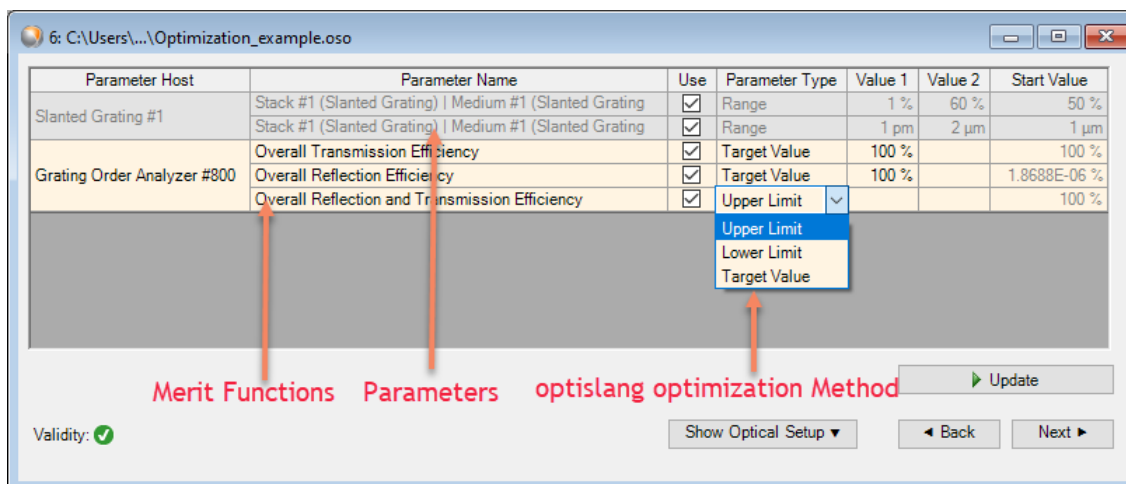 6: C:\Users\...\Optimization_example.oso
Parameter Host Parameter Name Use Parameter Type Value 1 Value 2 Start Value
Slanted Grating #1
Stack #1 (Slanted Grating) | Medium #1 (Slanted Grating Range 1 % 60 % 50 %
Stack #1 (Slanted Grating) | Medium #1 (Slanted Grating Range 1 pm 2 µm 1 µm
Grating Order Analyzer #800
Overall Transmission Efficiency Target Value 100 % 100 %
Overall Reflection Efficiency Target Value 100 % 1.8688E-06 %
Overall Reflection and Transmission Efficiency Upper Limit 100 %
Upper Limit
Lower Limit
Target Value
Merit Functions Parameters optislang optimization Method
Update
Validity: Show Optical Setup Back Next